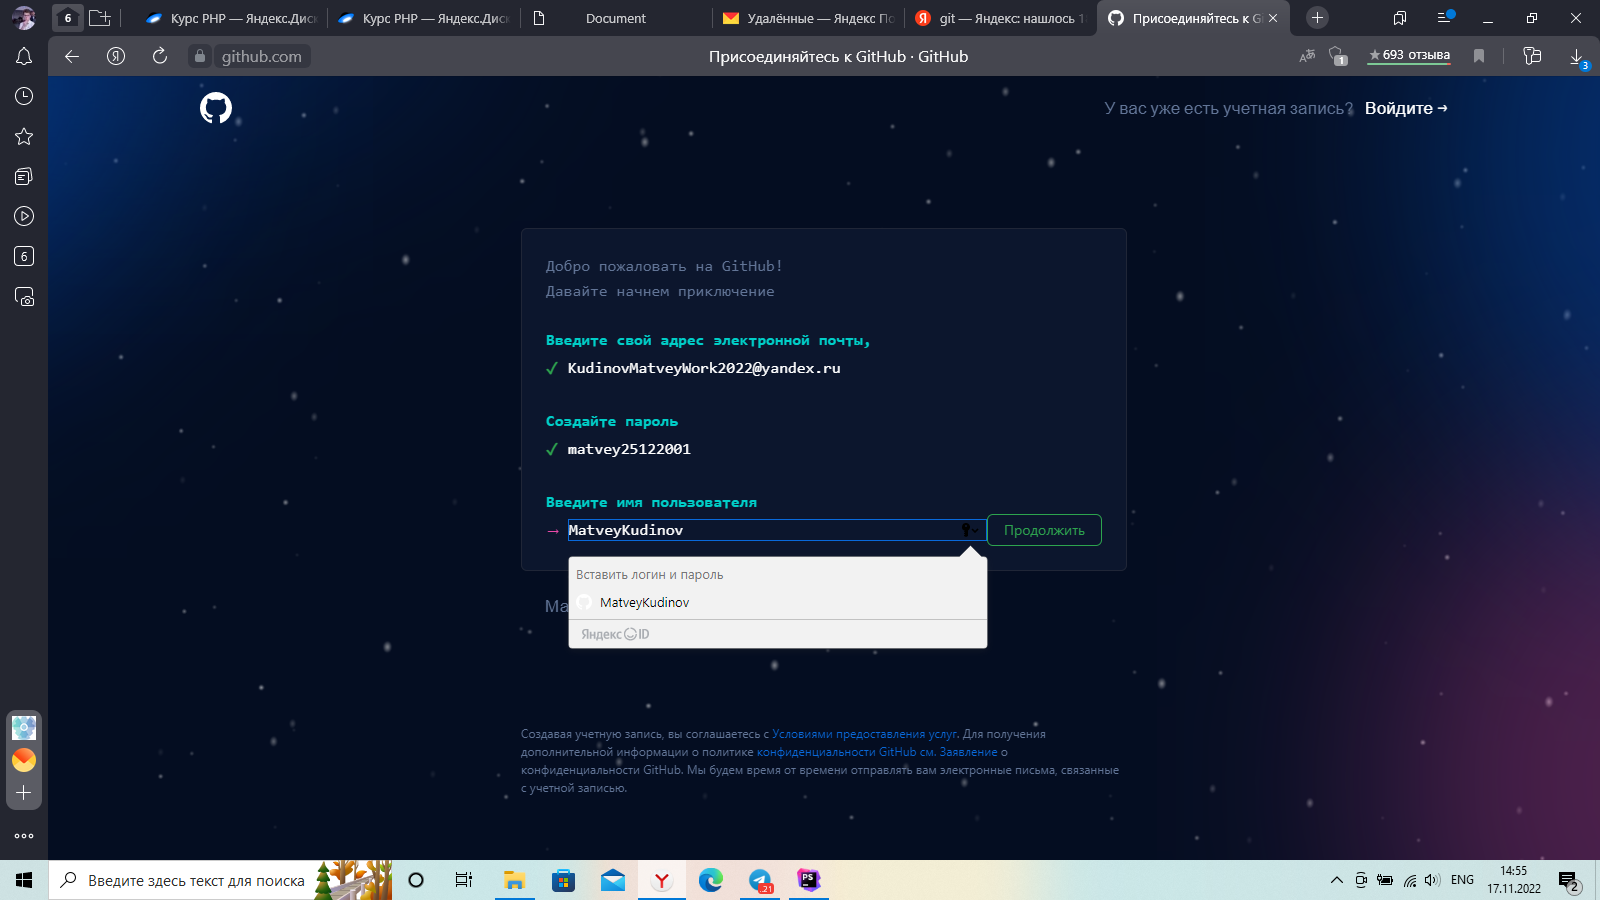 6
Курс PHP — Яндекс.Диск
Курс PHP — Яндекс.Диск
Document
Удалённые — Яндекс По
git — Яндекс: нашлось 1
Присоединяйтесь к Gi
github.com
Присоединяйтесь к GitHub · GitHub
1
★693 отзыва
3
6
У вас уже есть учетная запись? Войдите →
Добро пожаловать на GitHub!
Давайте начнем приключение
Введите свой адрес электронной почты,
✓ KudinovMatveyWork2022@yandex.ru
Создайте пароль
✓ matvey25122001
Введите имя пользователя
→ MatveyKudinov
Продолжить
Вставить логин и пароль
MatveyKudinov
Ma
Яндекс ID
Создавая учетную запись, вы соглашаетесь с Условиями предоставления услуг. Для получения
дополнительной информации о политике конфиденциальности GitHub см. Заявление о
конфиденциальности GitHub. Мы будем время от времени отправлять вам электронные письма, связанные
с учетной записью.
Введите здесь текст для поиска
Y
21
PS
ENG
14:55
17.11.2022
2